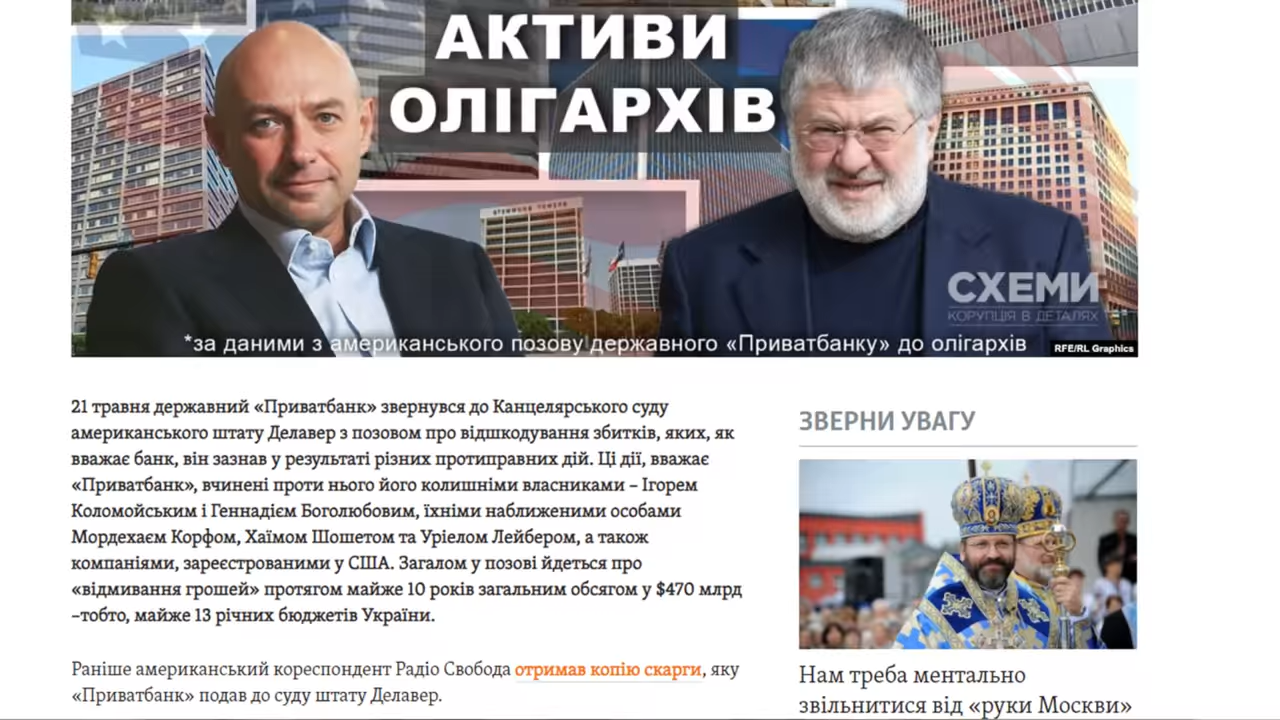 АКТИВИ
ОЛІГАРХІВ
СХЕМИ
КОРУПЦІЯ В ДЕТАЛЯХ
*за даними з американського позову державного «Приватбанку» до олігархів
RFE/RL Graphics
21 травня державний «Приватбанк» звернувся до Канцелярського суду
американського штату Делавер з позовом про відшкодування збитків, яких, як
вважає банк, він зазнав у результаті різних протиправних дій. Ці дії, вважає
«Приватбанк», вчинені проти нього його колишніми власниками – Ігорем
Коломойським і Геннадієм Боголюбовим, їхніми наближеними особами
Мордехаєм Корфом, Хаїмом Шошетом та Уріелом Лейбером, а також
компаніями, зареєстрованими у США. Загалом у позові йдеться про
«відмивання грошей» протягом майже 10 років загальним обсягом у $470 млрд
–тобто, майже 13 річних бюджетів України.
Раніше американський кореспондент Радіо Свобода отримав копію скарги, яку
«Приватбанк» подав до суду штату Делавер.
ЗВЕРНИ УВАГУ
Нам треба ментально
звільнитися від «руки Москви»